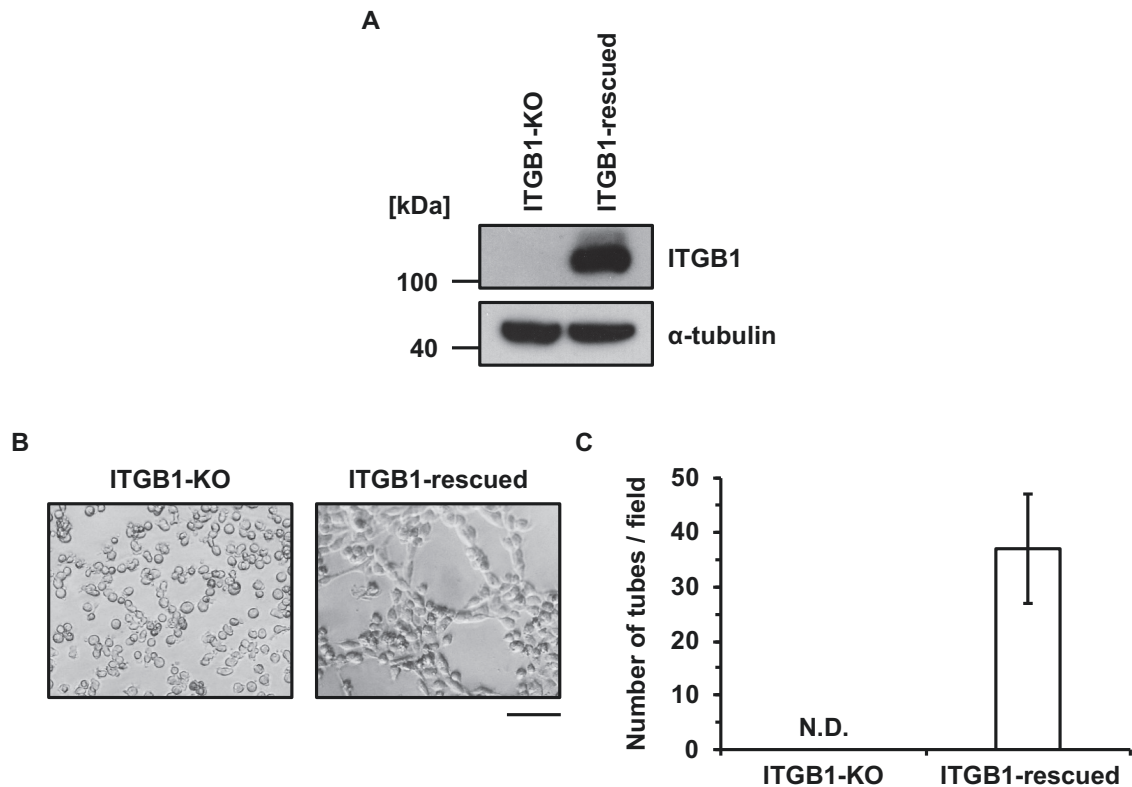 A
ITGB1-KO
ITGB1-rescued
[kDa]
ITGB1
100
α-tubulin
40
B
ITGB1-KO
ITGB1-rescued
C
Number of tubes / field
50
40
30
20
10
0
N.D.
ITGB1-KO
ITGB1-rescued